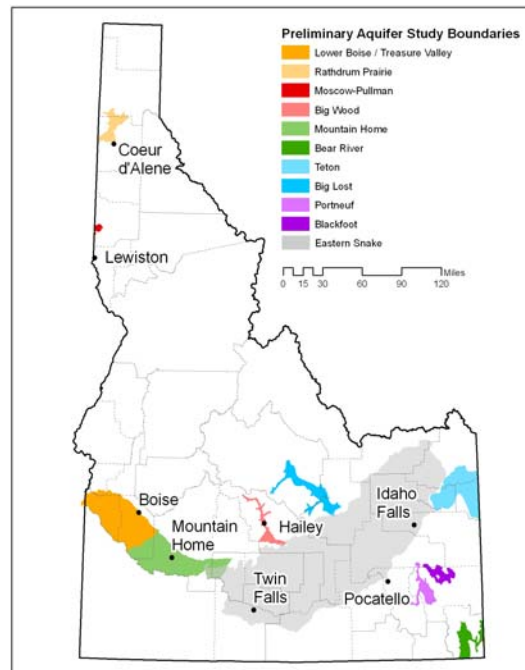 Preliminary Aquifer Study Boundaries
Lower Boise / Treasure Valley
Rathdrum Prairie
Moscow-Pullman
Big Wood
Mountain Home
Bear River
Teton
Big Lost
Portneuf
Blackfoot
Eastern Snake
Miles
0 15 30 60 90 120
Coeur
d'Alene
Lewiston
Boise
Mountain
Home
Hailey
Idaho
Falls
Twin
Falls
Pocatello